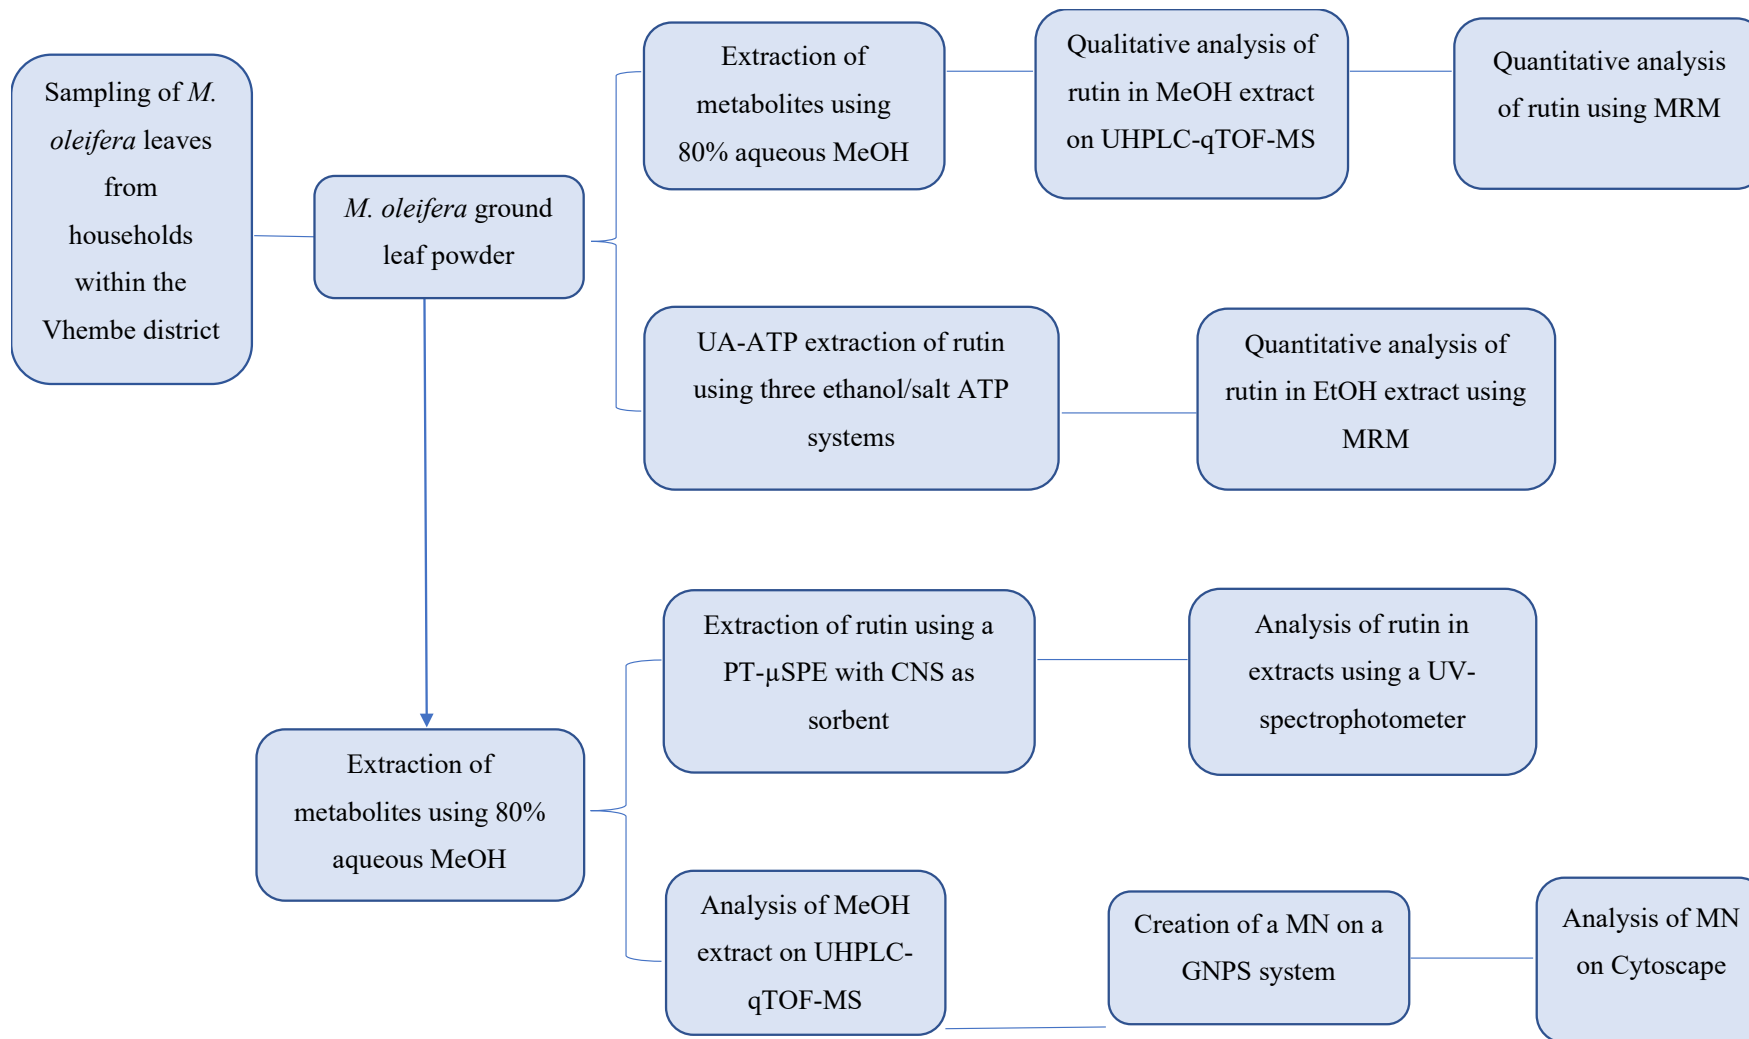 Sampling of M.
oleifera leaves
from
households
within the
Vhembe district
M. oleifera ground
leaf powder
Extraction of
metabolites using
80% aqueous MeOH
Qualitative analysis of
rutin in MeOH extract
on UHPLC-qTOF-MS
Quantitative analysis
of rutin using MRM
UA-ATP extraction of rutin
using three ethanol/salt ATP
systems
Quantitative analysis of
rutin in EtOH extract using
MRM
Extraction of
metabolites using 80%
aqueous MeOH
Extraction of rutin using a
PT-µSPE with CNS as
sorbent
Analysis of rutin in
extracts using a UV-
spectrophotometer
Analysis of MeOH
extract on UHPLC-
qTOF-MS
Creation of a MN on a
GNPS system
Analysis of MN
on Cytoscape